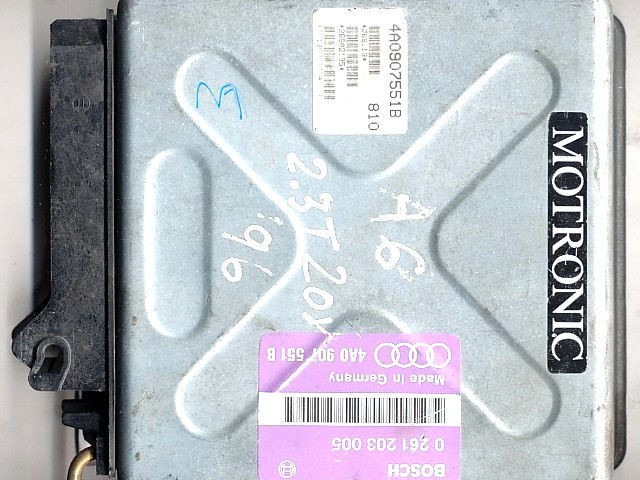 4A0907551B
810
MOTRONIC
A6
2.3T 20V
96
4A0 907 551 B
Made in Germany
0 261 203 005
BOSCH